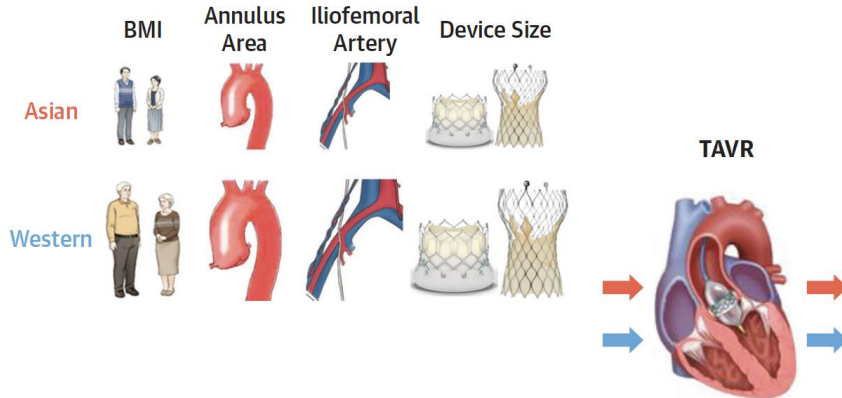 BMI
Annulus
Area
Iliofemoral
Artery
Device Size
Asian
Western
TAVR